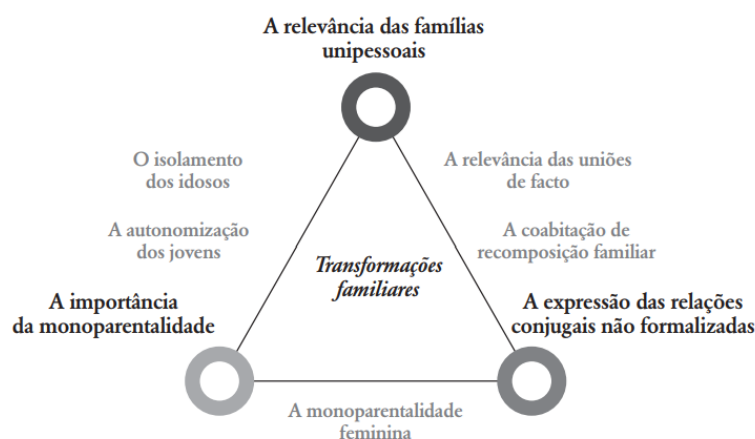 A relevância das famílias
unipessoais
O isolamento
dos idosos
A relevância das uniões
de facto
A autonomização
dos jovens
A coabitação de
recomposição familiar
Transformações
familiares
A importância
da monoparentalidade
A expressão das relações
conjugais não formalizadas
A monoparentalidade
feminina